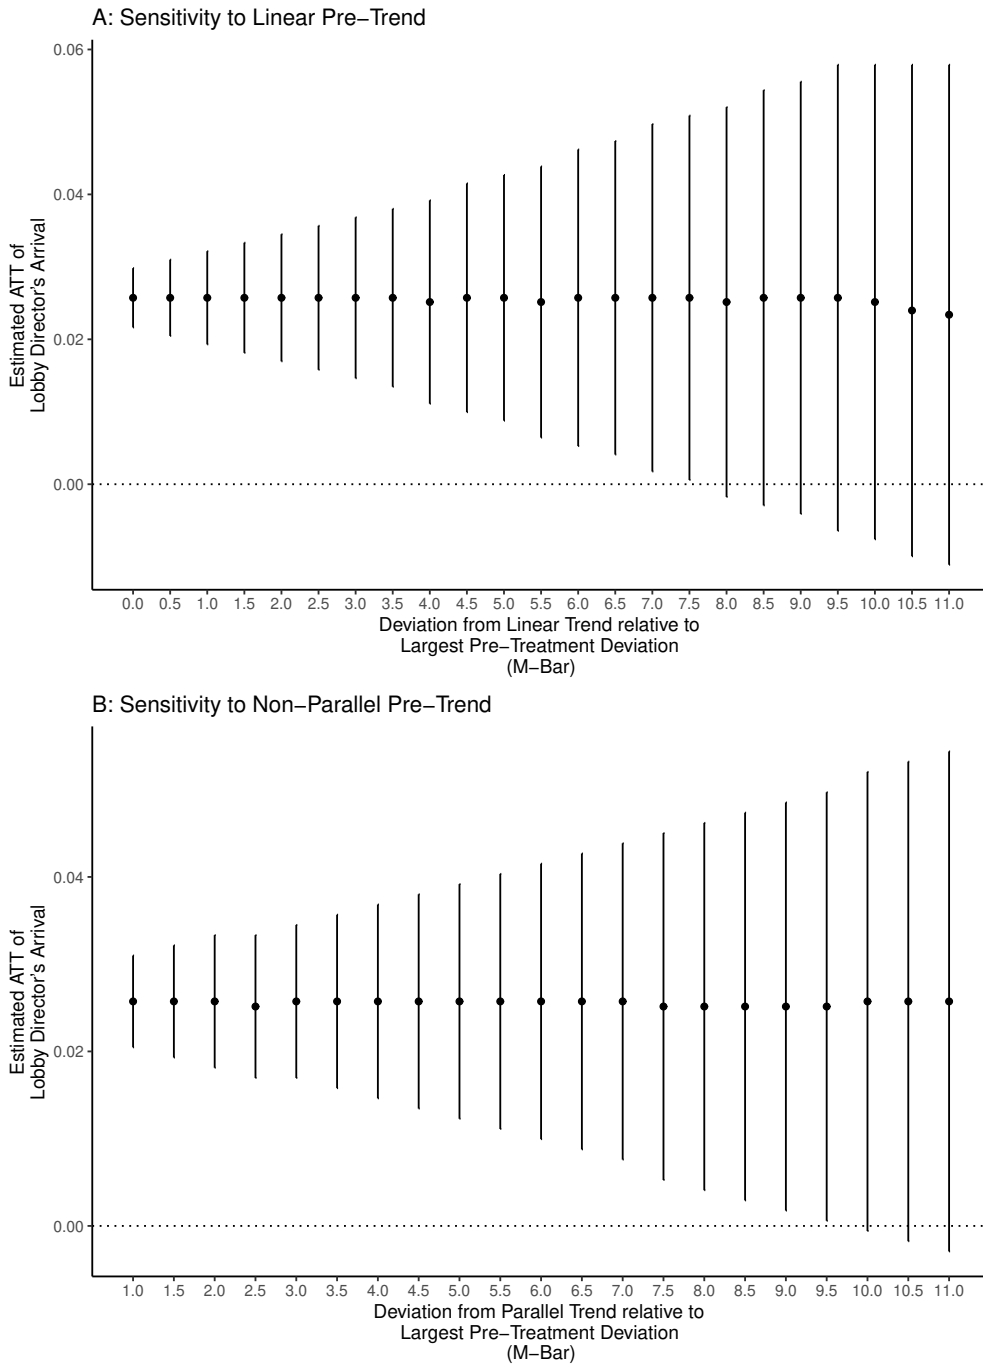 A: Sensitivity to Linear Pre−Trend
0.06
0.04
0.02
0.00
Estimated ATT of
Lobby Director's Arrival
0.0 0.5 1.0 1.5 2.0 2.5 3.0 3.5 4.0 4.5 5.0 5.5 6.0 6.5 7.0 7.5 8.0 8.5 9.0 9.5 10.0 10.5 11.0
Deviation from Linear Trend relative to
Largest Pre−Treatment Deviation
(M−Bar)
B: Sensitivity to Non−Parallel Pre−Trend
0.04
0.02
0.00
Estimated ATT of
Lobby Director's Arrival
1.0 1.5 2.0 2.5 3.0 3.5 4.0 4.5 5.0 5.5 6.0 6.5 7.0 7.5 8.0 8.5 9.0 9.5 10.0 10.5 11.0
Deviation from Parallel Trend relative to
Largest Pre−Treatment Deviation
(M−Bar)